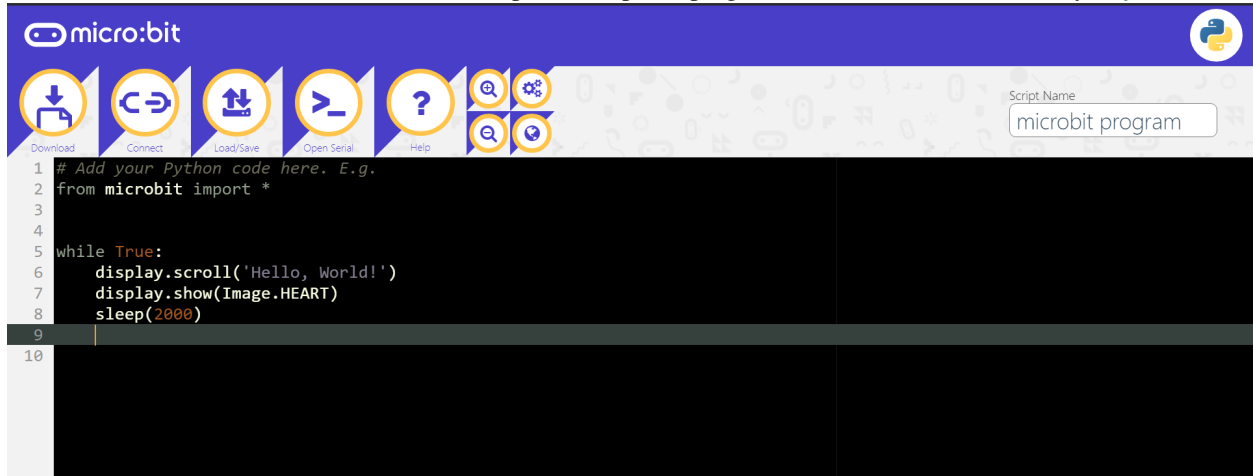 micro:bit
Script Name
microbit program
Download
Connect
Load/Save
Open Serial
Help
1 # Add your Python code here. E.g.
2 from microbit import *
3
4
5 while True:
6     display.scroll('Hello, World!')
7     display.show(Image.HEART)
8     sleep(2000)
9
10